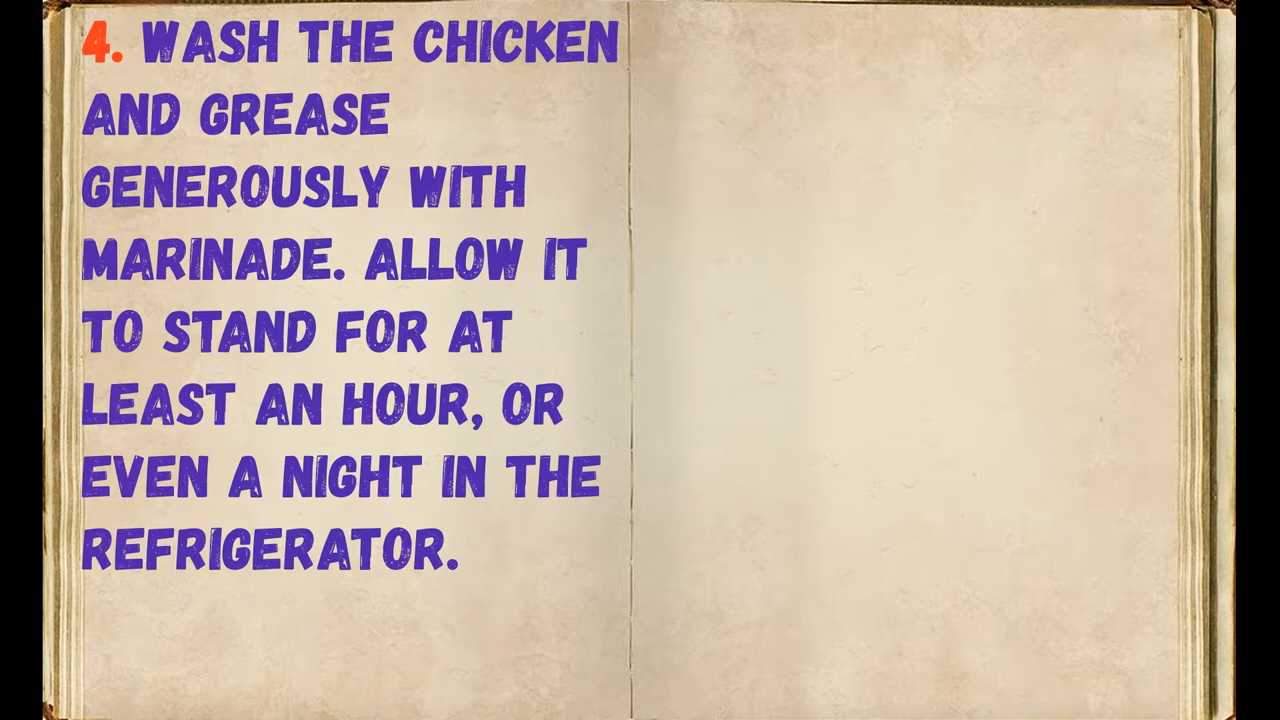 4. WASH THE CHICKEN
AND GREASE
GENEROUSLY WITH
MARINADE. ALLOW IT
TO STAND FOR AT
LEAST AN HOUR, OR
EVEN A NIGHT IN THE
REFRIGERATOR.